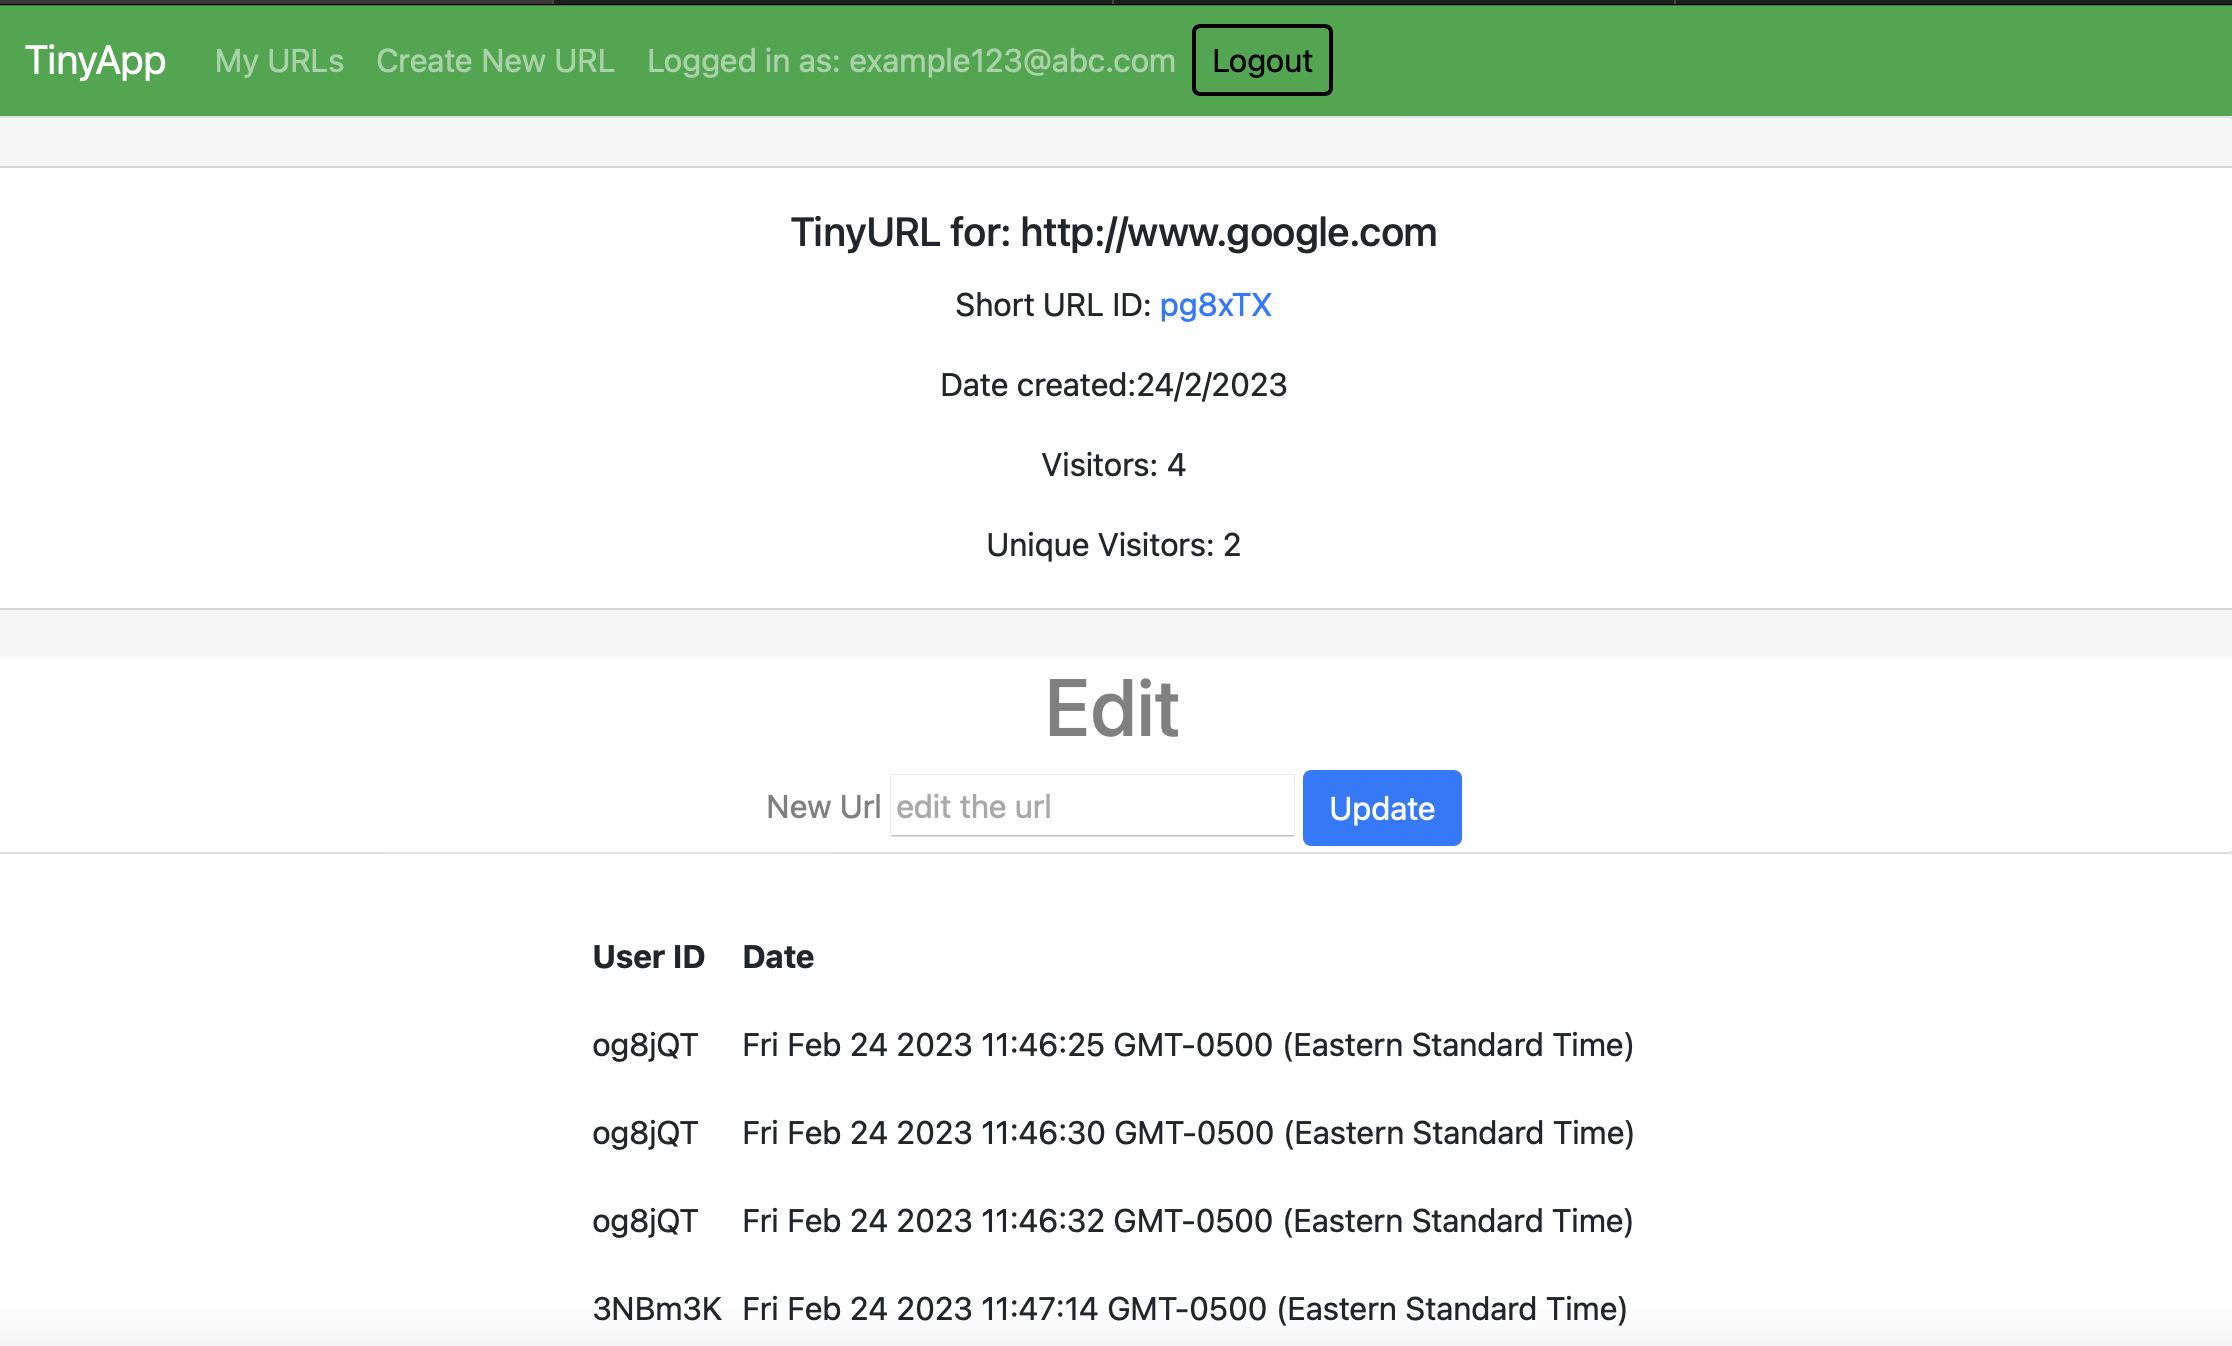 TinyApp My URLs Create New URL Logged in as: example123@abc.com Logout
TinyURL for: http://www.google.com
Short URL ID: pg8xTX
Date created:24/2/2023
Visitors: 4
Unique Visitors: 2
Edit
New Url edit the url Update
User ID Date
og8jQT Fri Feb 24 2023 11:46:25 GMT-0500 (Eastern Standard Time)
og8jQT Fri Feb 24 2023 11:46:30 GMT-0500 (Eastern Standard Time)
og8jQT Fri Feb 24 2023 11:46:32 GMT-0500 (Eastern Standard Time)
3NBm3K Fri Feb 24 2023 11:47:14 GMT-0500 (Eastern Standard Time)